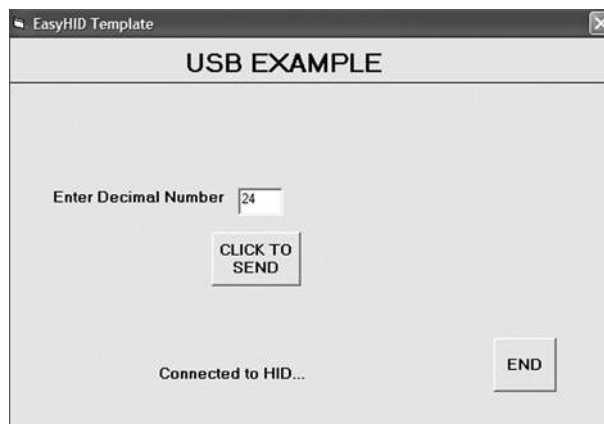 EasyHID Template
USB EXAMPLE
Enter Decimal Number 24
CLICK TO
SEND
END
Connected to HID...